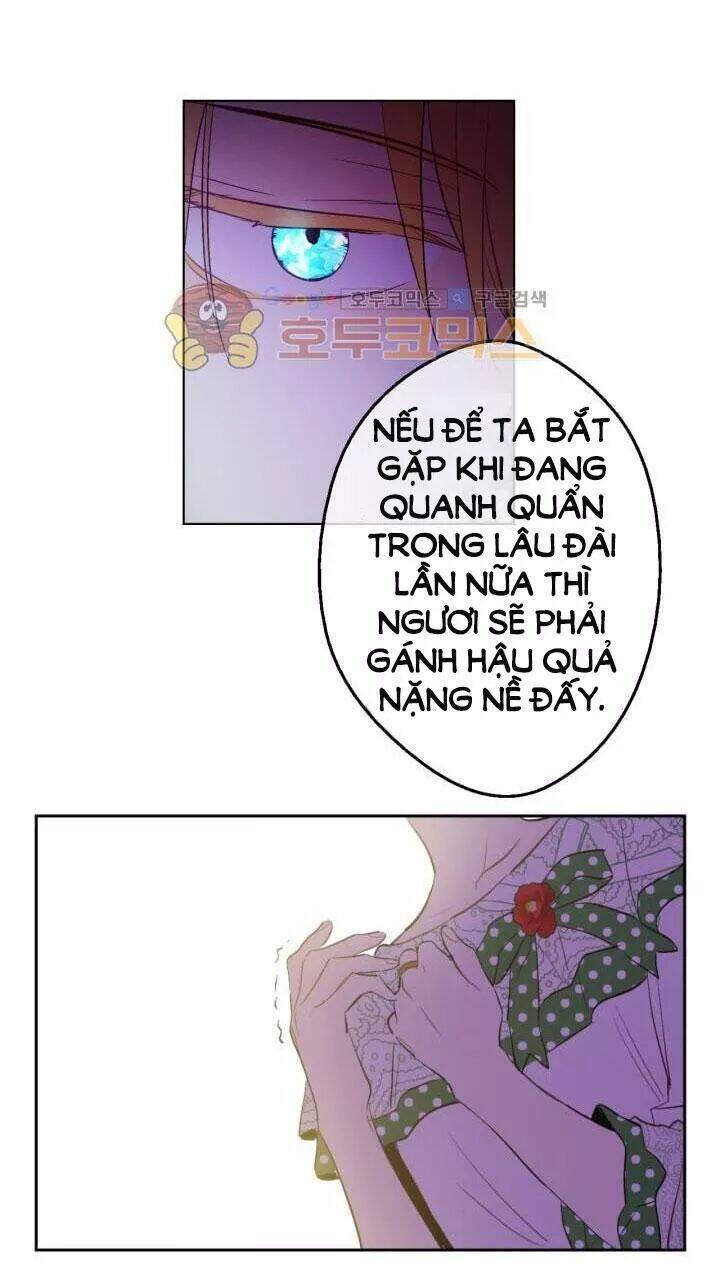 Google 호두코믹스 구글검색
호두코믹스
NẾU ĐỂ TA BẮT
GẶP KHI ĐANG
QUANH QUẨN
TRONG LÂU ĐÀI
LẦN NỮA THÌ
NGƯƠI SẼ PHẢI
GÁNH HẬU QUẢ
NẶNG NỀ ĐẤY.